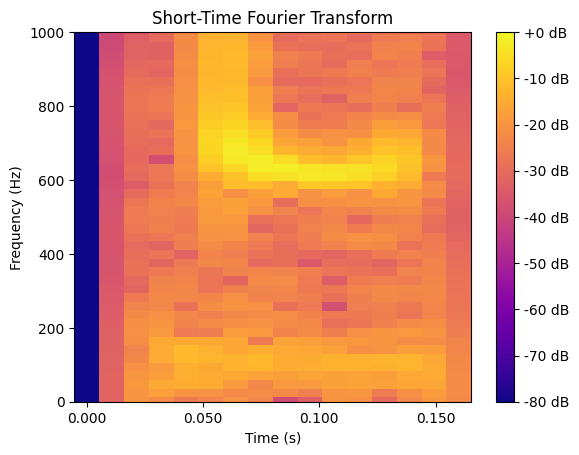 Short-Time Fourier Transform
1000
800
600
400
200
0
Frequency (Hz)
0.000
0.050
0.100
0.150
Time (s)
+0 dB
-10 dB
-20 dB
-30 dB
-40 dB
-50 dB
-60 dB
-70 dB
-80 dB